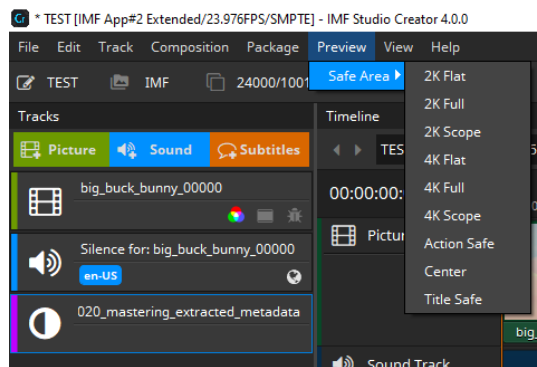 Cr * TEST [IMF App#2 Extended/23.976FPS/SMPTE] - IMF Studio Creator 4.0.0
File Edit Track Composition Package Preview View Help
TEST IMF 24000/1001
Safe Area
2K Flat
2K Full
2K Scope
4K Flat
4K Full
4K Scope
Action Safe
Center
Title Safe
Tracks
Timeline
Picture Sound Subtitles
TES
big_buck_bunny_00000
00:00:00:
Pictur
Silence for: big_buck_bunny_00000
en-US
020_mastering_extracted_metadata
big_
Sound Track